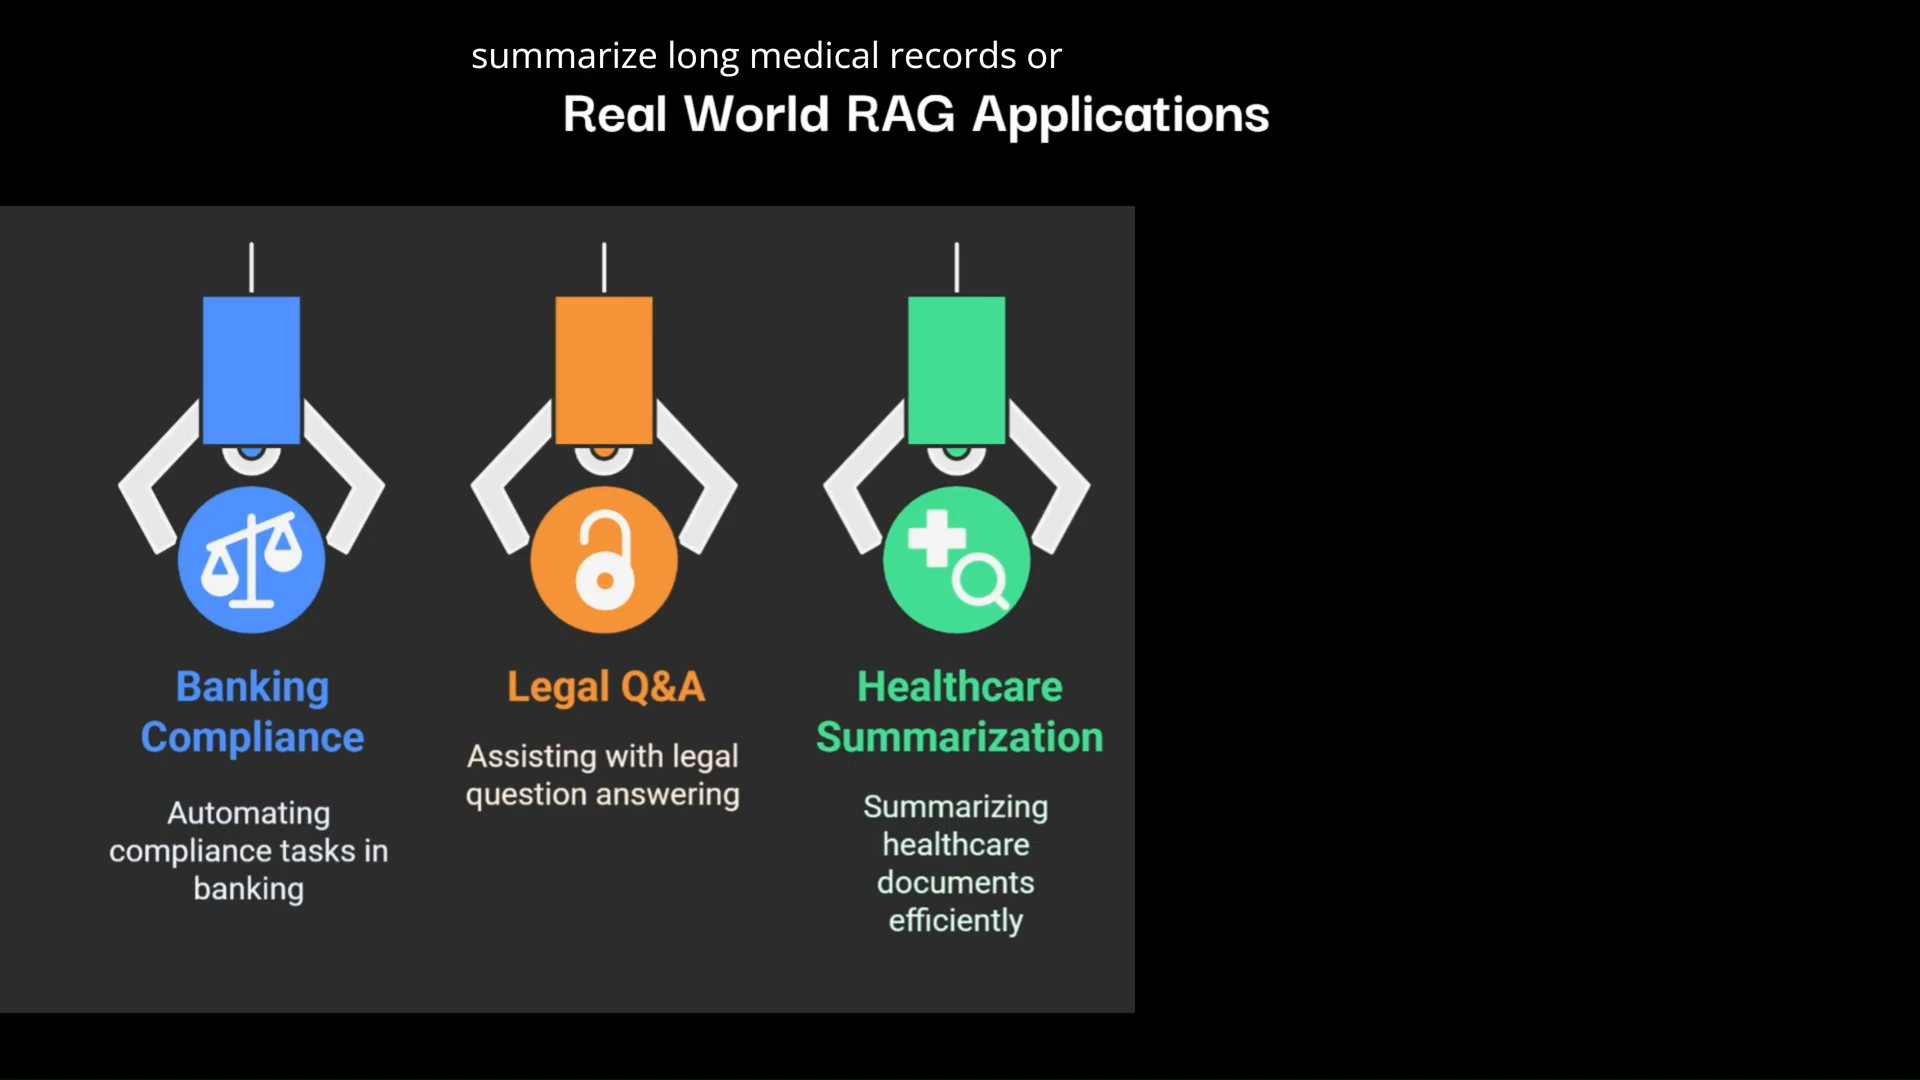 summarize long medical records or
Real World RAG Applications
Banking
Compliance
Automating
compliance tasks in
banking
Legal Q&A
Assisting with legal
question answering
Healthcare
Summarization
Summarizing
healthcare
documents
efficiently